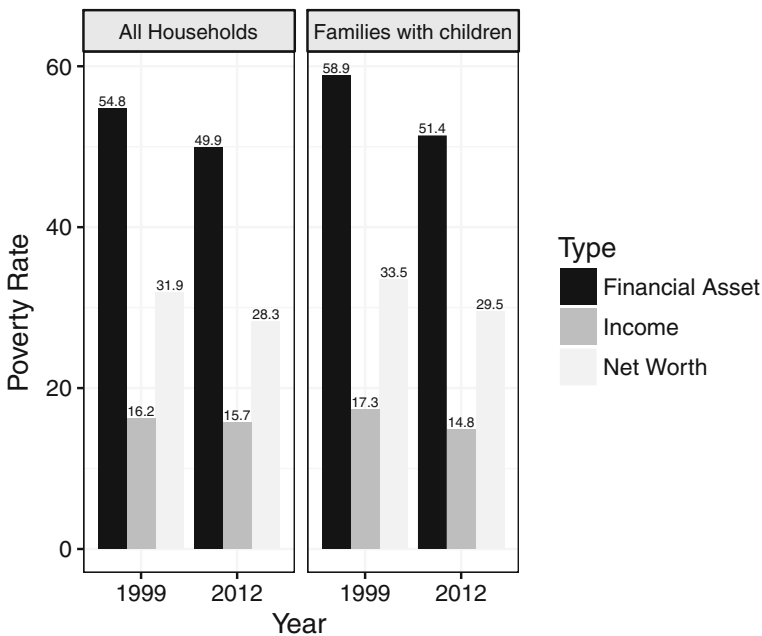 All Households
Families with children
60
40
20
0
Poverty Rate
54.8
16.2
31.9
49.9
15.7
28.3
58.9
17.3
33.5
51.4
14.8
29.5
1999
2012
1999
2012
Year
Type
Financial Asset
Income
Net Worth